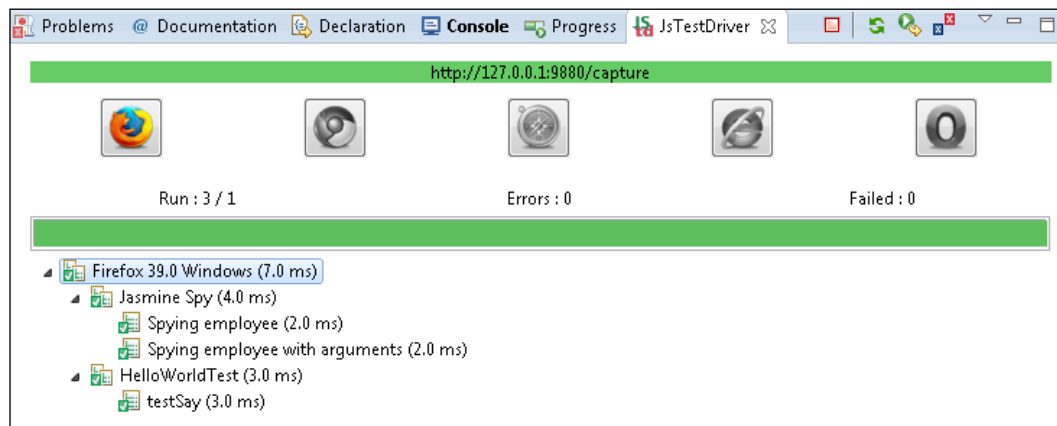 Problems @ Documentation Declaration Console Progress JsTestDriver
http://127.0.0.1:9880/capture
Run : 3 / 1 Errors : 0 Failed : 0
Firefox 39.0 Windows (7.0 ms)
Jasmine Spy (4.0 ms)
Spying employee (2.0 ms)
Spying employee with arguments (2.0 ms)
HelloWorldTest (3.0 ms)
testSay (3.0 ms)